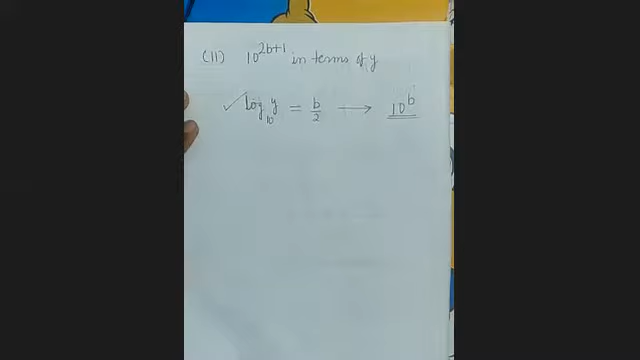 (II) 10^{2b+1} in terms of y
✓ log₁₀ y = b/2 ⟶ 10^b